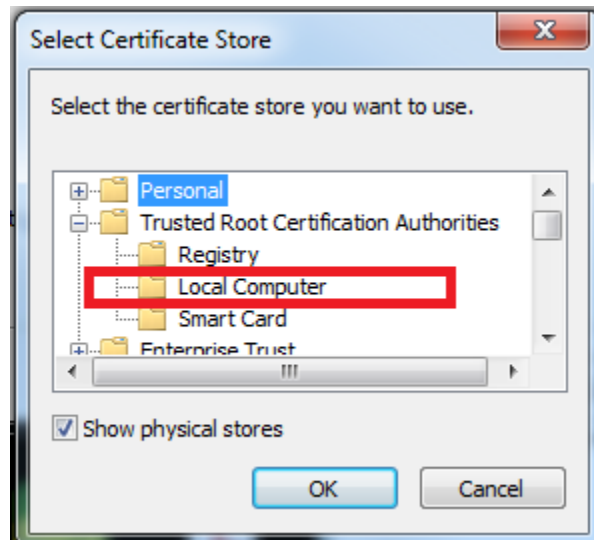 Select Certificate Store
x
Select the certificate store you want to use.
Personal
Trusted Root Certification Authorities
Registry
Local Computer
Smart Card
Enterprise Trust
Show physical stores
OK
Cancel